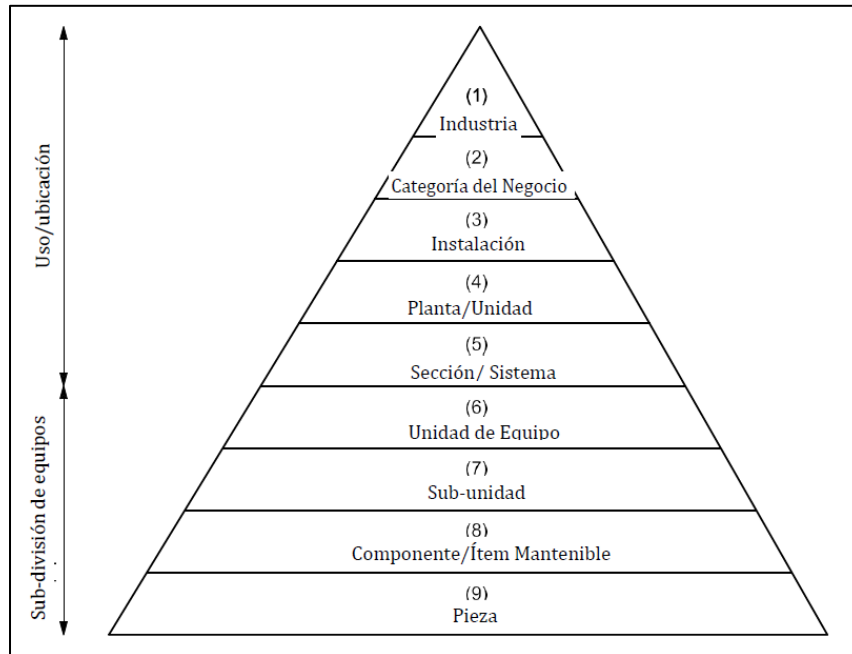 (1)
Industria
(2)
Categoría del Negocio
(3)
Instalación
(4)
Planta/Unidad
(5)
Sección/ Sistema
(6)
Unidad de Equipo
(7)
Sub-unidad
(8)
Componente/Ítem Mantenible
(9)
Pieza
Uso/ubicación
Sub-división de equipos